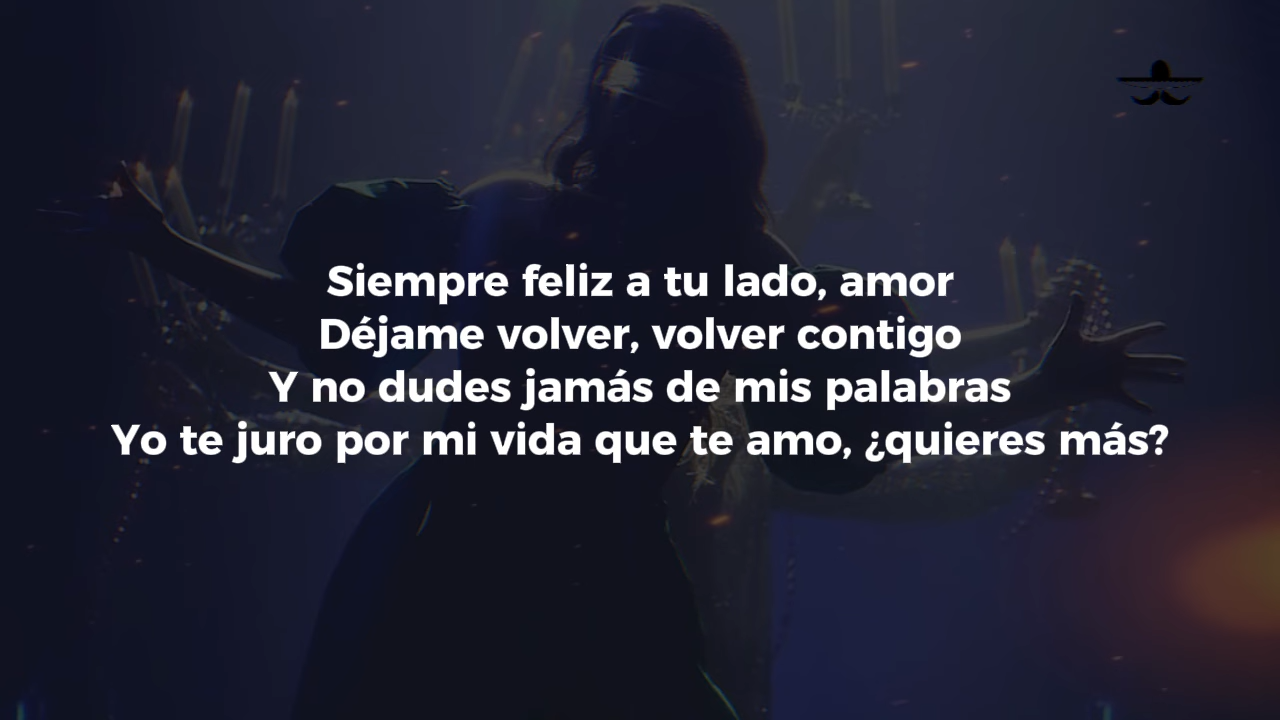 Siempre feliz a tu lado, amor
Déjame volver, volver contigo
Y no dudes jamás de mis palabras
Yo te juro por mi vida que te amo, ¿quieres más?